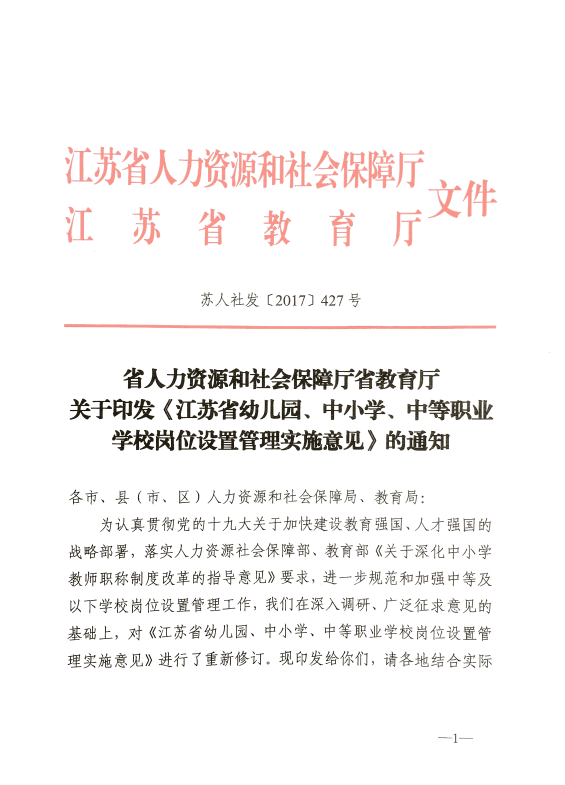 江苏省人力资源和社会保障厅
江苏省教育厅
文件
苏人社发〔2017〕427号
省人力资源和社会保障厅省教育厅
关于印发《江苏省幼儿园、中小学、中等职业
学校岗位设置管理实施意见》的通知
各市、县（市、区）人力资源和社会保障局、教育局：
为认真贯彻党的十九大关于加快建设教育强国、人才强国的
战略部署，落实人力资源社会保障部、教育部《关于深化中小学
教师职称制度改革的指导意见》要求，进一步规范和加强中等及
以下学校岗位设置管理工作，我们在深入调研、广泛征求意见的
基础上，对《江苏省幼儿园、中小学、中等职业学校岗位设置管
理实施意见》进行了重新修订。现印发给你们，请各地结合实际
—1—